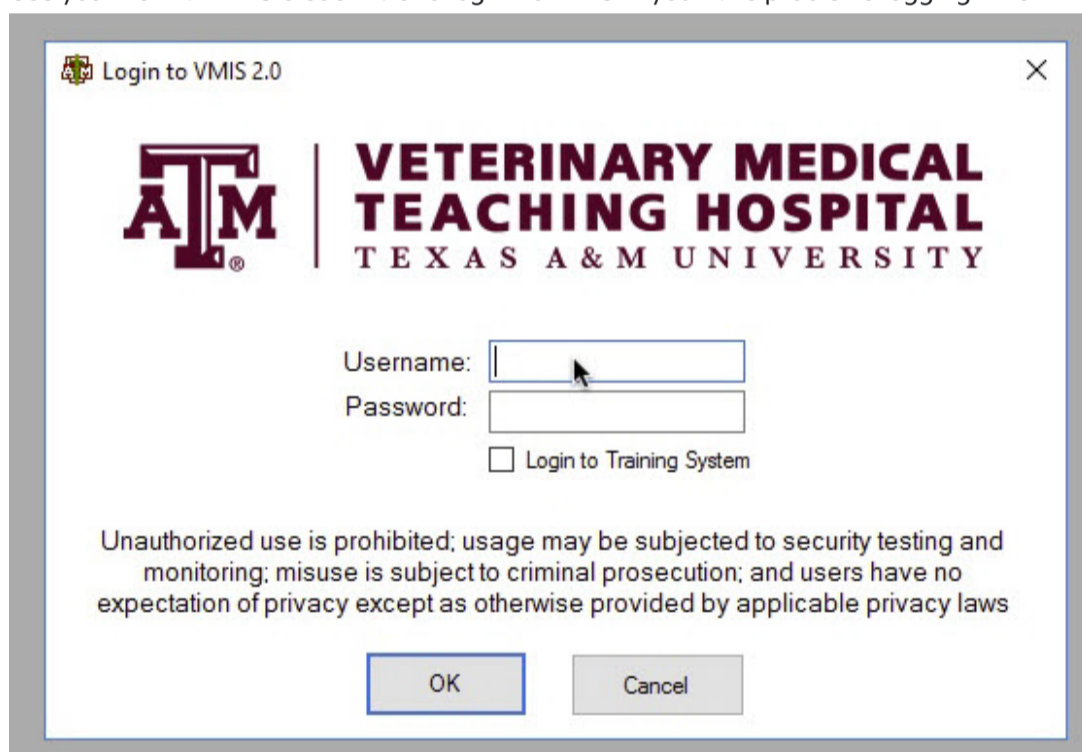 Login to VMIS 2.0
ATM ®
VETERINARY MEDICAL
TEACHING HOSPITAL
TEXAS A&M UNIVERSITY
Username:
Password:
Login to Training System
Unauthorized use is prohibited; usage may be subjected to security testing and
monitoring; misuse is subject to criminal prosecution; and users have no
expectation of privacy except as otherwise provided by applicable privacy laws
OK Cancel